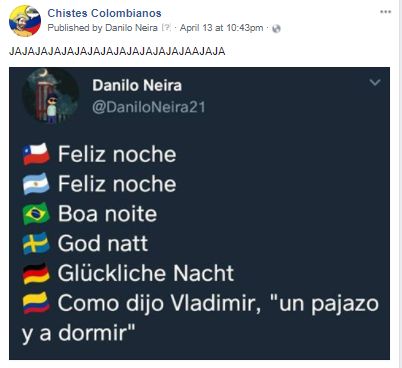 Chistes Colombianos
Published by Danilo Neira [?] · April 13 at 10:43pm ·
JAJAJAJAJAJAJAJAJAJAJAJAJAJAJAAJAJA
Danilo Neira
@DaniloNeira21
🇨🇱 Feliz noche
🇦🇷 Feliz noche
🇧🇷 Boa noite
🇸🇪 God natt
🇩🇪 Glückliche Nacht
🇨🇴 Como dijo Vladimir, "un pajazo
y a dormir"